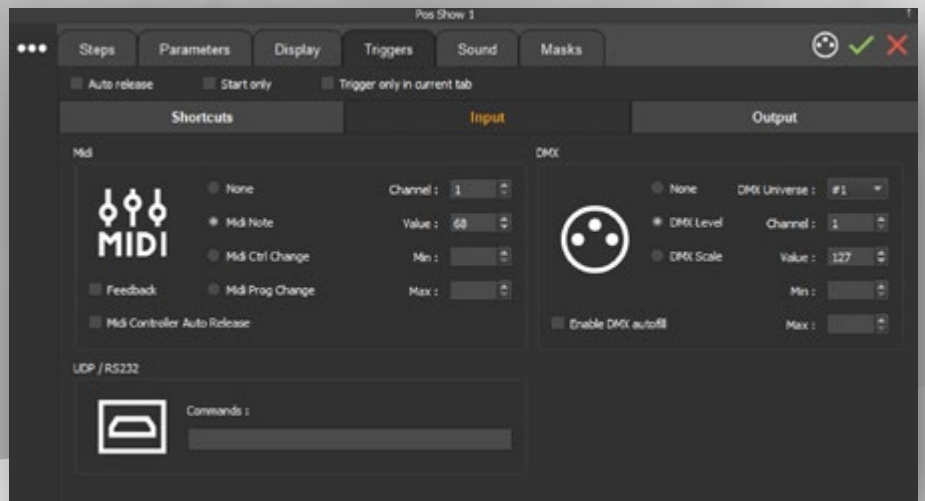 Pos Show 1
Steps Parameters Display Triggers Sound Masks
Auto release Start only Trigger only in current tab
Shortcuts Input Output
Midi
MIDI
None
Midi Note
Midi Ctrl Change
Midi Prog Change
Channel : 1
Value : 60
Min :
Max :
Feedback
Midi Controller Auto Release
DMX
None
DMX Level
DMX Scale
DMX Universe : #1
Channel : 1
Value : 127
Min :
Max :
Enable DMX autofill
UDP / RS232
Commands :